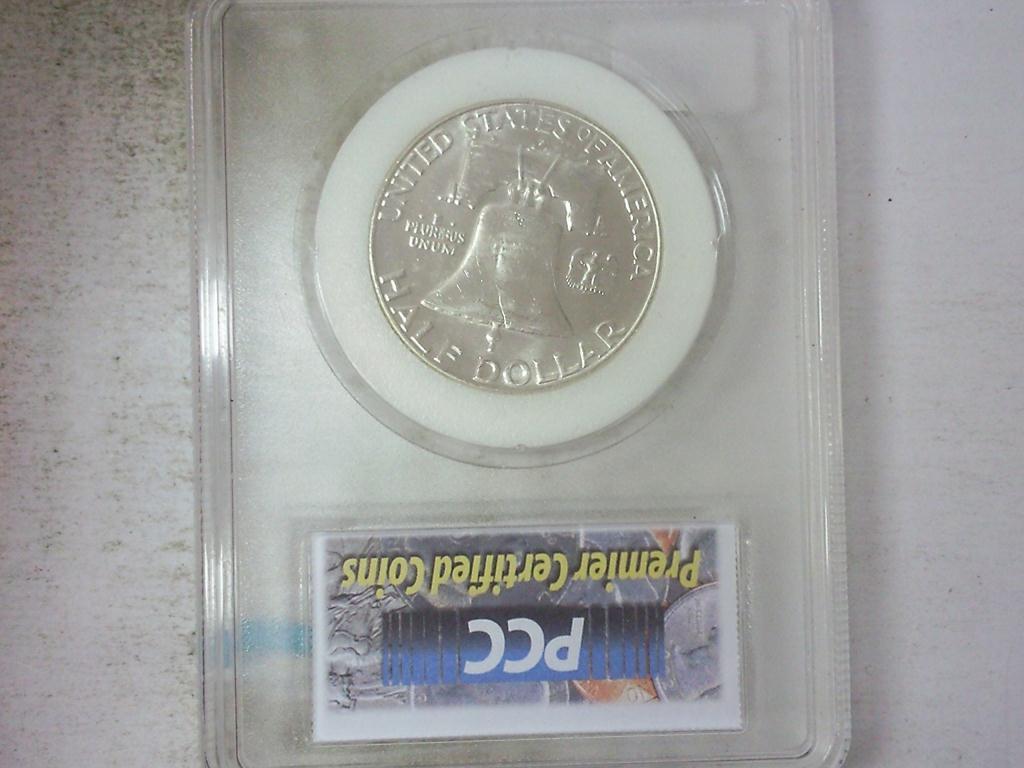 UNITED STATES OF AMERICA
E
PLURIBUS
UNUM
HALF DOLLAR
Premier Certified Coins
PCC